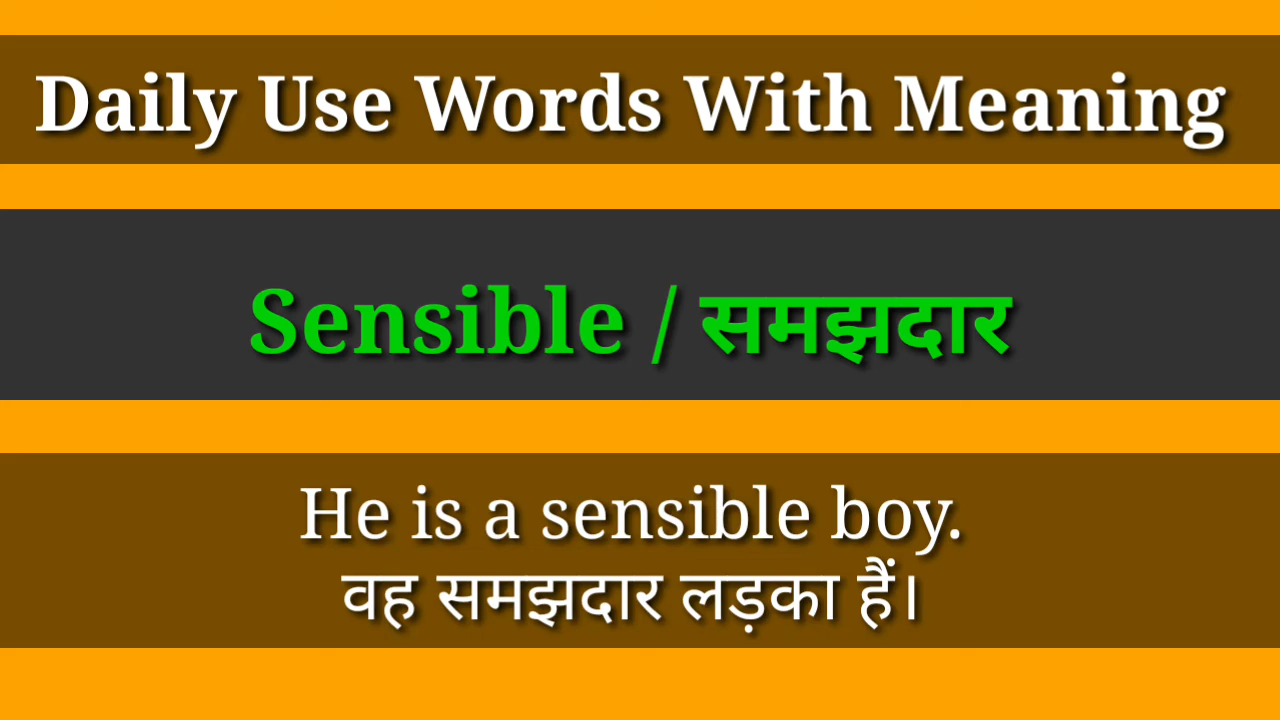 Daily Use Words With Meaning
Sensible / समझदार
He is a sensible boy.
वह समझदार लड़का हैं।